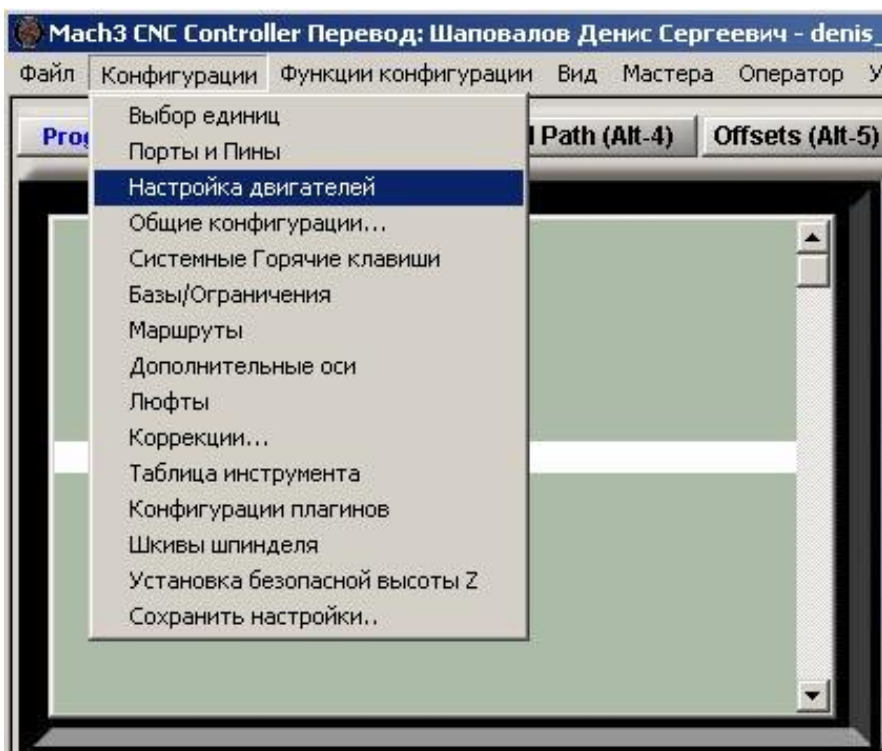 Mach3 CNC Controller Перевод: Шаповалов Денис Сергеевич - denis_
Файл Конфигурации Функции конфигурации Вид Мастера Оператор
Path (Alt-4) Offsets (Alt-5)
Выбор единиц
Порты и Пины
Настройка двигателей
Общие конфигурации...
Системные Горячие клавиши
Базы/Ограничения
Маршруты
Дополнительные оси
Люфты
Коррекции...
Таблица инструмента
Конфигурации плагинов
Шкивы шпинделя
Установка безопасной высоты Z
Сохранить настройки..